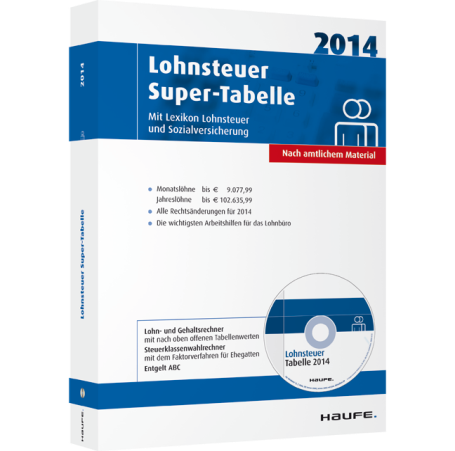 2014
Lohnsteuer
Super-Tabelle
Mit Lexikon Lohnsteuer
und Sozialversicherung
Nach amtlichem Material
• Monatslöhne bis € 9.077,99
Jahreslöhne bis € 102.635,99
• Alle Rechtsänderungen für 2014
• Die wichtigsten Arbeitshilfen für das Lohnbüro
Lohn- und Gehaltsrechner
mit nach oben offenen Tabellenwerten
Steuerklassenwahlrechner
mit dem Faktorverfahren für Ehegatten
Entgelt ABC
Lohnsteuer
Tabelle 2014
HAUFE.
HAUFE.
2014
Lohnsteuer Super-Tabelle